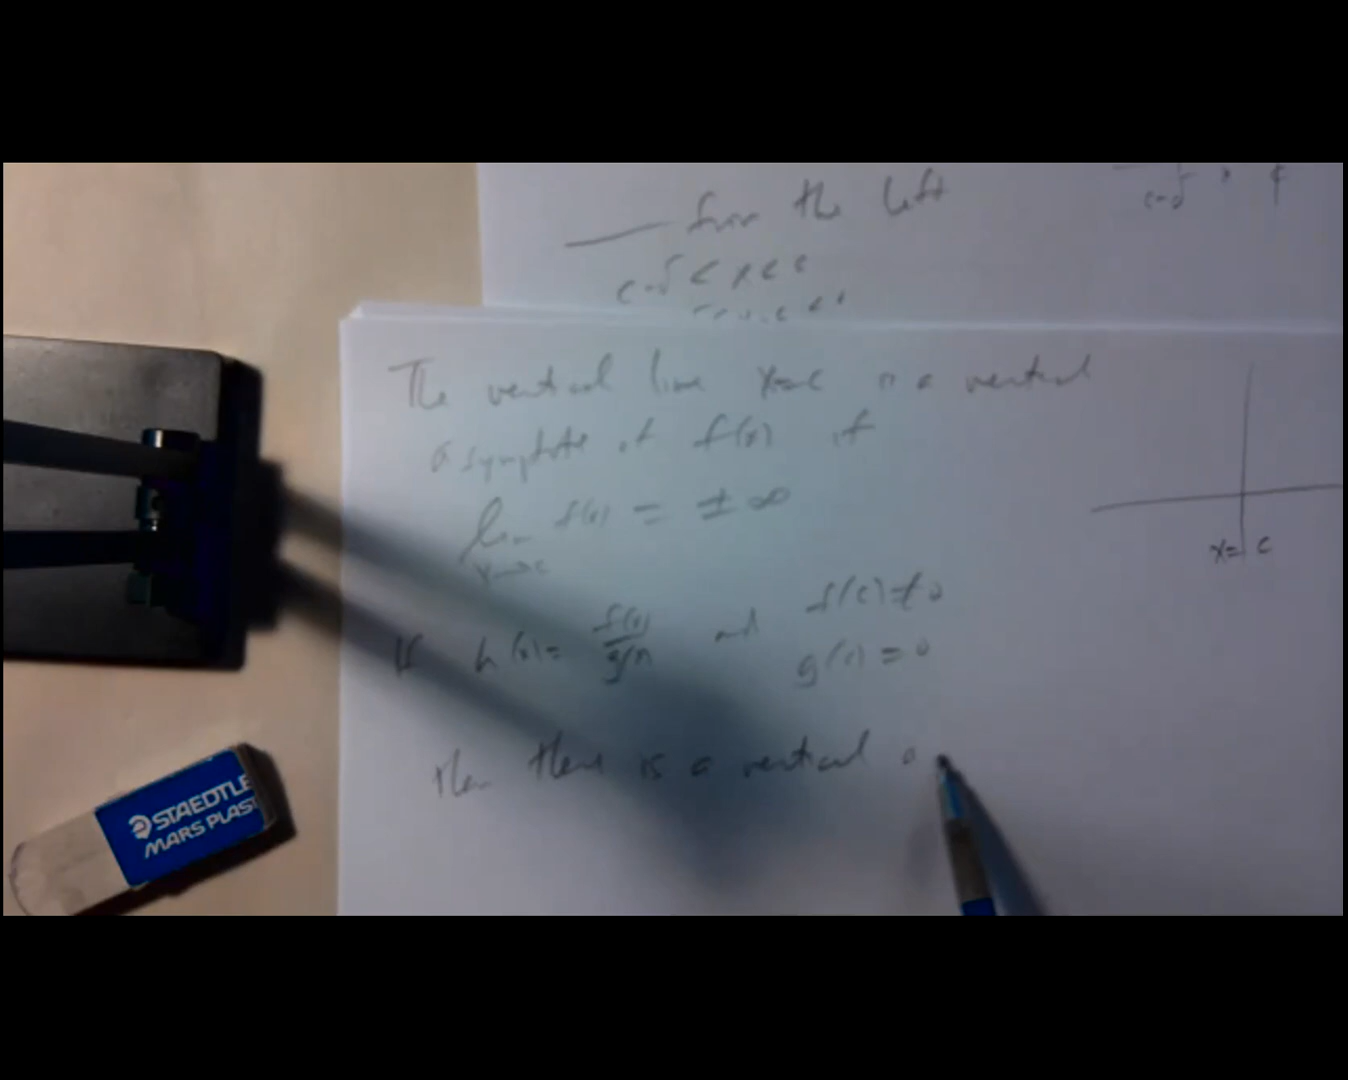 from the left
c-δ < x < c
The vertical line x=c is a vertical
asymptote of f(x) if
lim f(x) = ± ∞
x→c
x= c
If h(x)= f(x)/g(x) and f(c)≠0
g(c)=0
then there is a vertical a
STAEDTLER
MARS PLAST